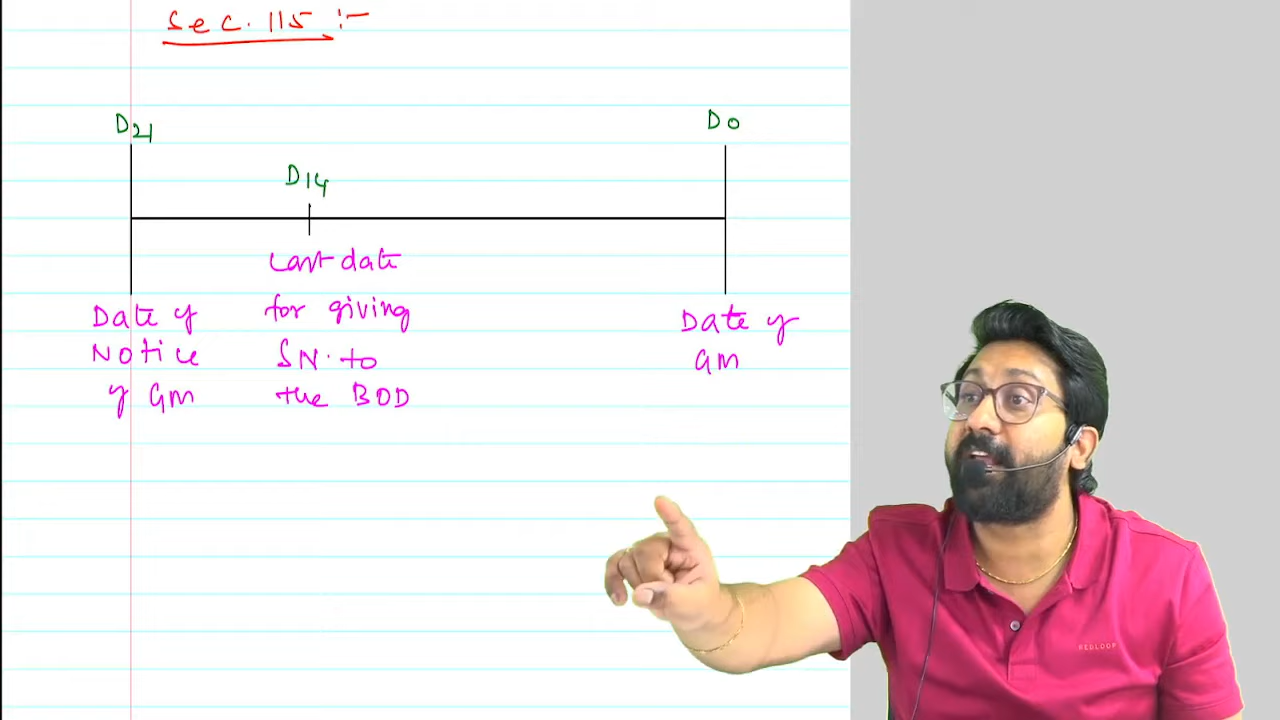 Sec. 115 :-
D21
D0
D14
Last date
for giving
SN. to
the BOD
Date of
Notice
of GM
Date of
GM
REDLOOP